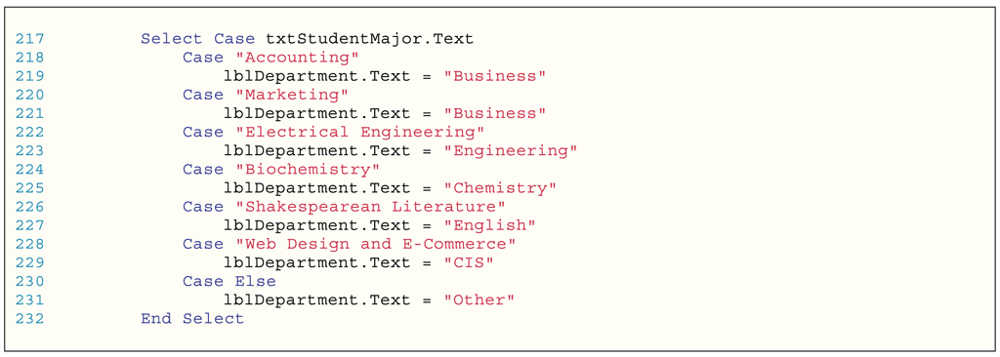 217 Select Case txtStudentMajor.Text
218 Case "Accounting"
219 lblDepartment.Text = "Business"
220 Case "Marketing"
221 lblDepartment.Text = "Business"
222 Case "Electrical Engineering"
223 lblDepartment.Text = "Engineering"
224 Case "Biochemistry"
225 lblDepartment.Text = "Chemistry"
226 Case "Shakespearean Literature"
227 lblDepartment.Text = "English"
228 Case "Web Design and E-Commerce"
229 lblDepartment.Text = "CIS"
230 Case Else
231 lblDepartment.Text = "Other"
232 End Select